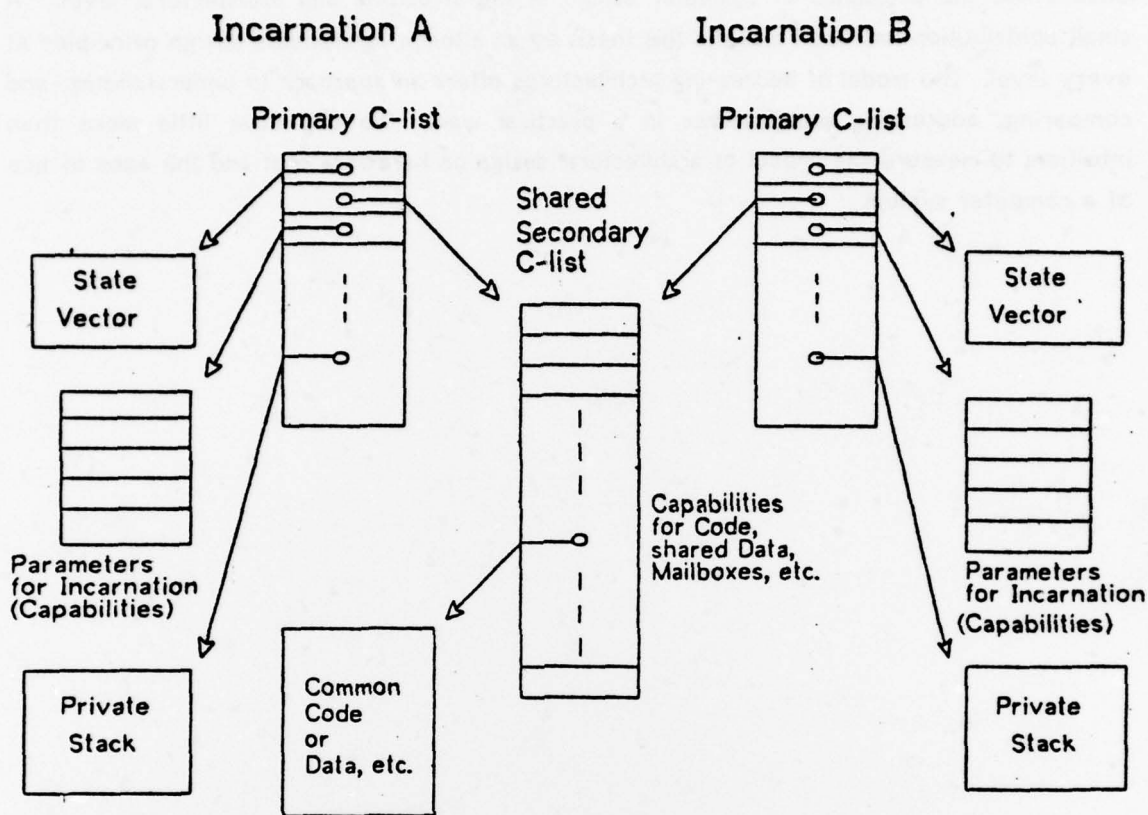 Incarnation A
Incarnation B
Primary C-list
Primary C-list
Shared
Secondary
C-list
State
Vector
State
Vector
Capabilities
for Code,
shared Data,
Mailboxes, etc.
Parameters
for Incarnation
(Capabilities)
Parameters
for Incarnation
(Capabilities)
Private
Stack
Common
Code
or
Data, etc.
Private
Stack